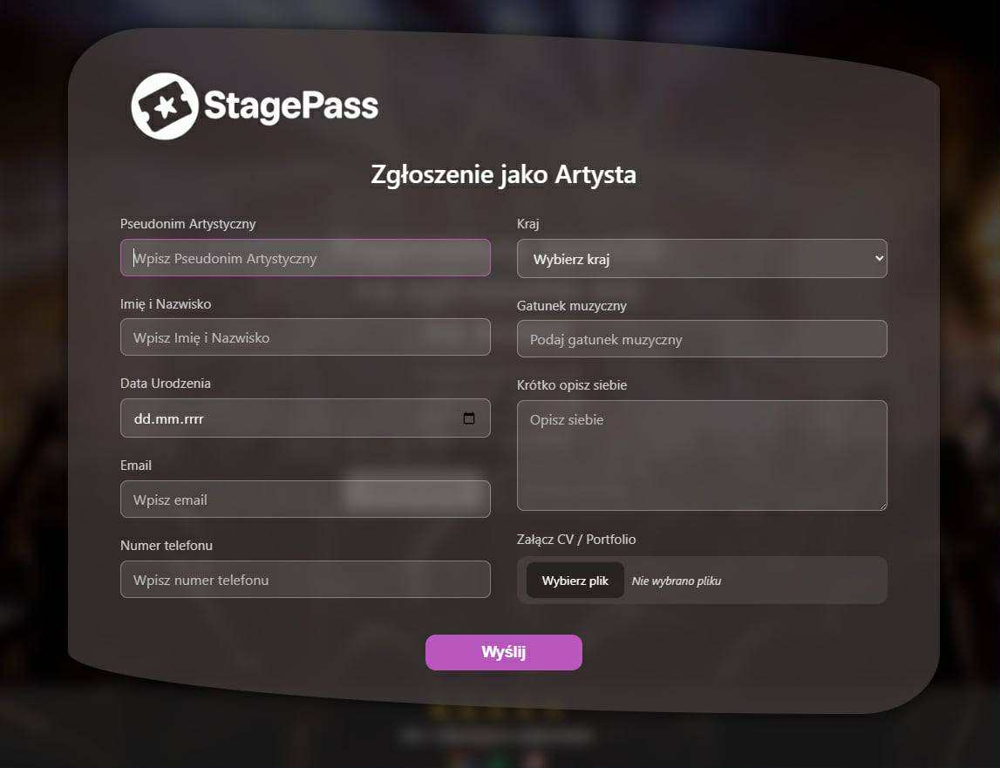 StagePass
Zgłoszenie jako Artysta
Pseudonim Artystyczny
Wpisz Pseudonim Artystyczny
Imię i Nazwisko
Wpisz Imię i Nazwisko
Data Urodzenia
dd.mm.rrrr
Email
Wpisz email
Numer telefonu
Wpisz numer telefonu
Kraj
Wybierz kraj
Gatunek muzyczny
Podaj gatunek muzyczny
Krótko opisz siebie
Opisz siebie
Załącz CV / Portfolio
Wybierz plik Nie wybrano pliku
Wyślij